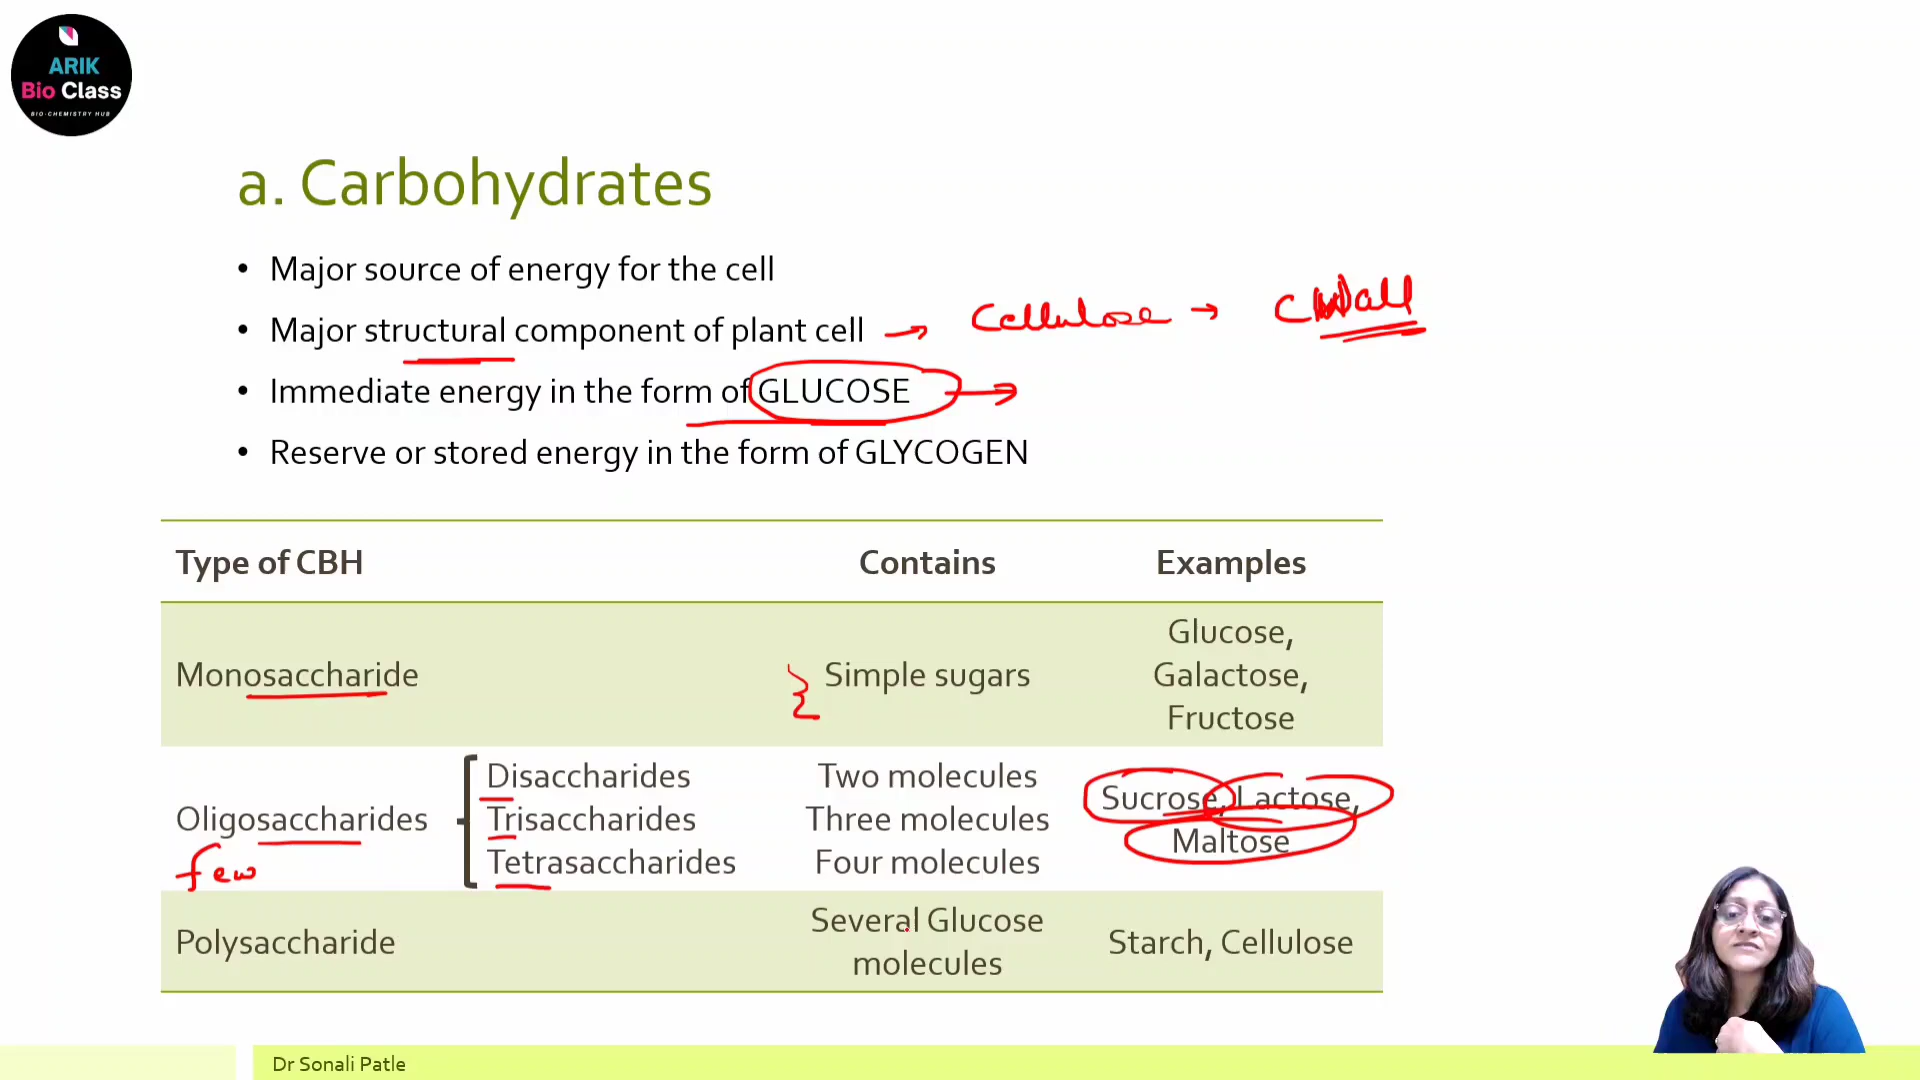 ARIK
Bio Class
BIO-CHEMISTRY HUB
a. Carbohydrates
• Major source of energy for the cell
• Major structural component of plant cell → Cellulose →
• Immediate energy in the form of GLUCOSE →
• Reserve or stored energy in the form of GLYCOGEN
Type of CBH Contains Examples
Monosaccharide Simple sugars Glucose,
Galactose,
Fructose
Oligosaccharides
few
Disaccharides Two molecules
Trisaccharides Three molecules
Tetrasaccharides Four molecules
Sucrose, Lactose,
Maltose
Polysaccharide Several Glucose
molecules
Starch, Cellulose
Dr Sonali Patle